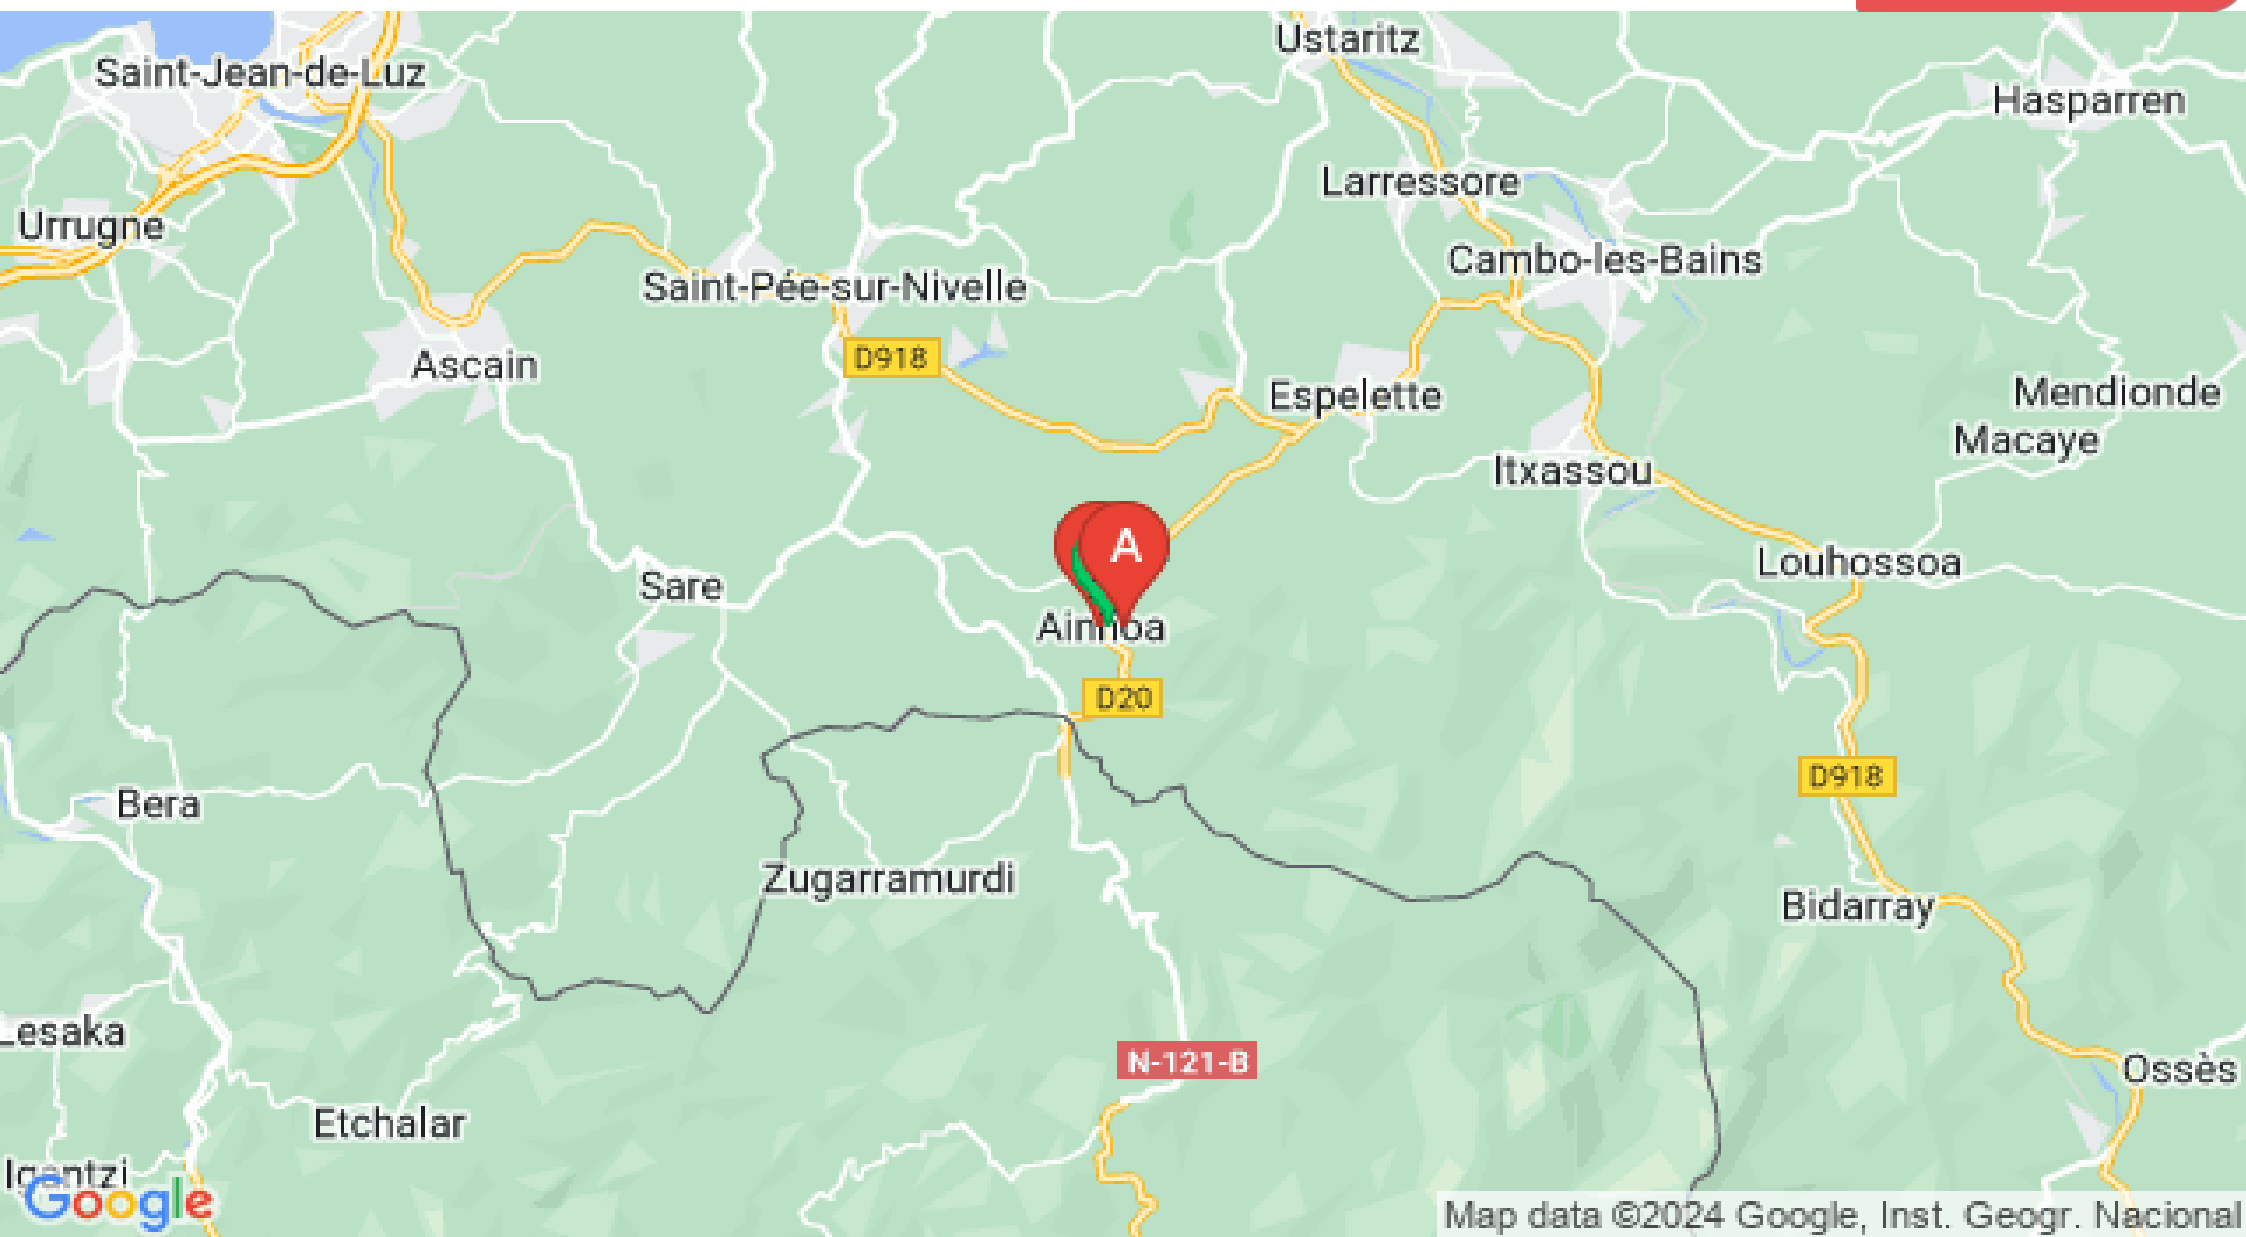 Ustaritz
Saint-Jean-de-Luz
Hasparren
Larressore
Urrugne
Cambo-les-Bains
Saint-Pée-sur-Nivelle
D918
Ascain
Espelette
Mendionde
Macaye
Itxassou
A
Louhossoa
Sare
Ainhoa
D20
D918
Bera
Zugarramurdi
Bidarray
Lesaka
N-121-B
Ossès
Etchalar
Igantzi
Google
Map data ©2024 Google, Inst. Geogr. Nacional